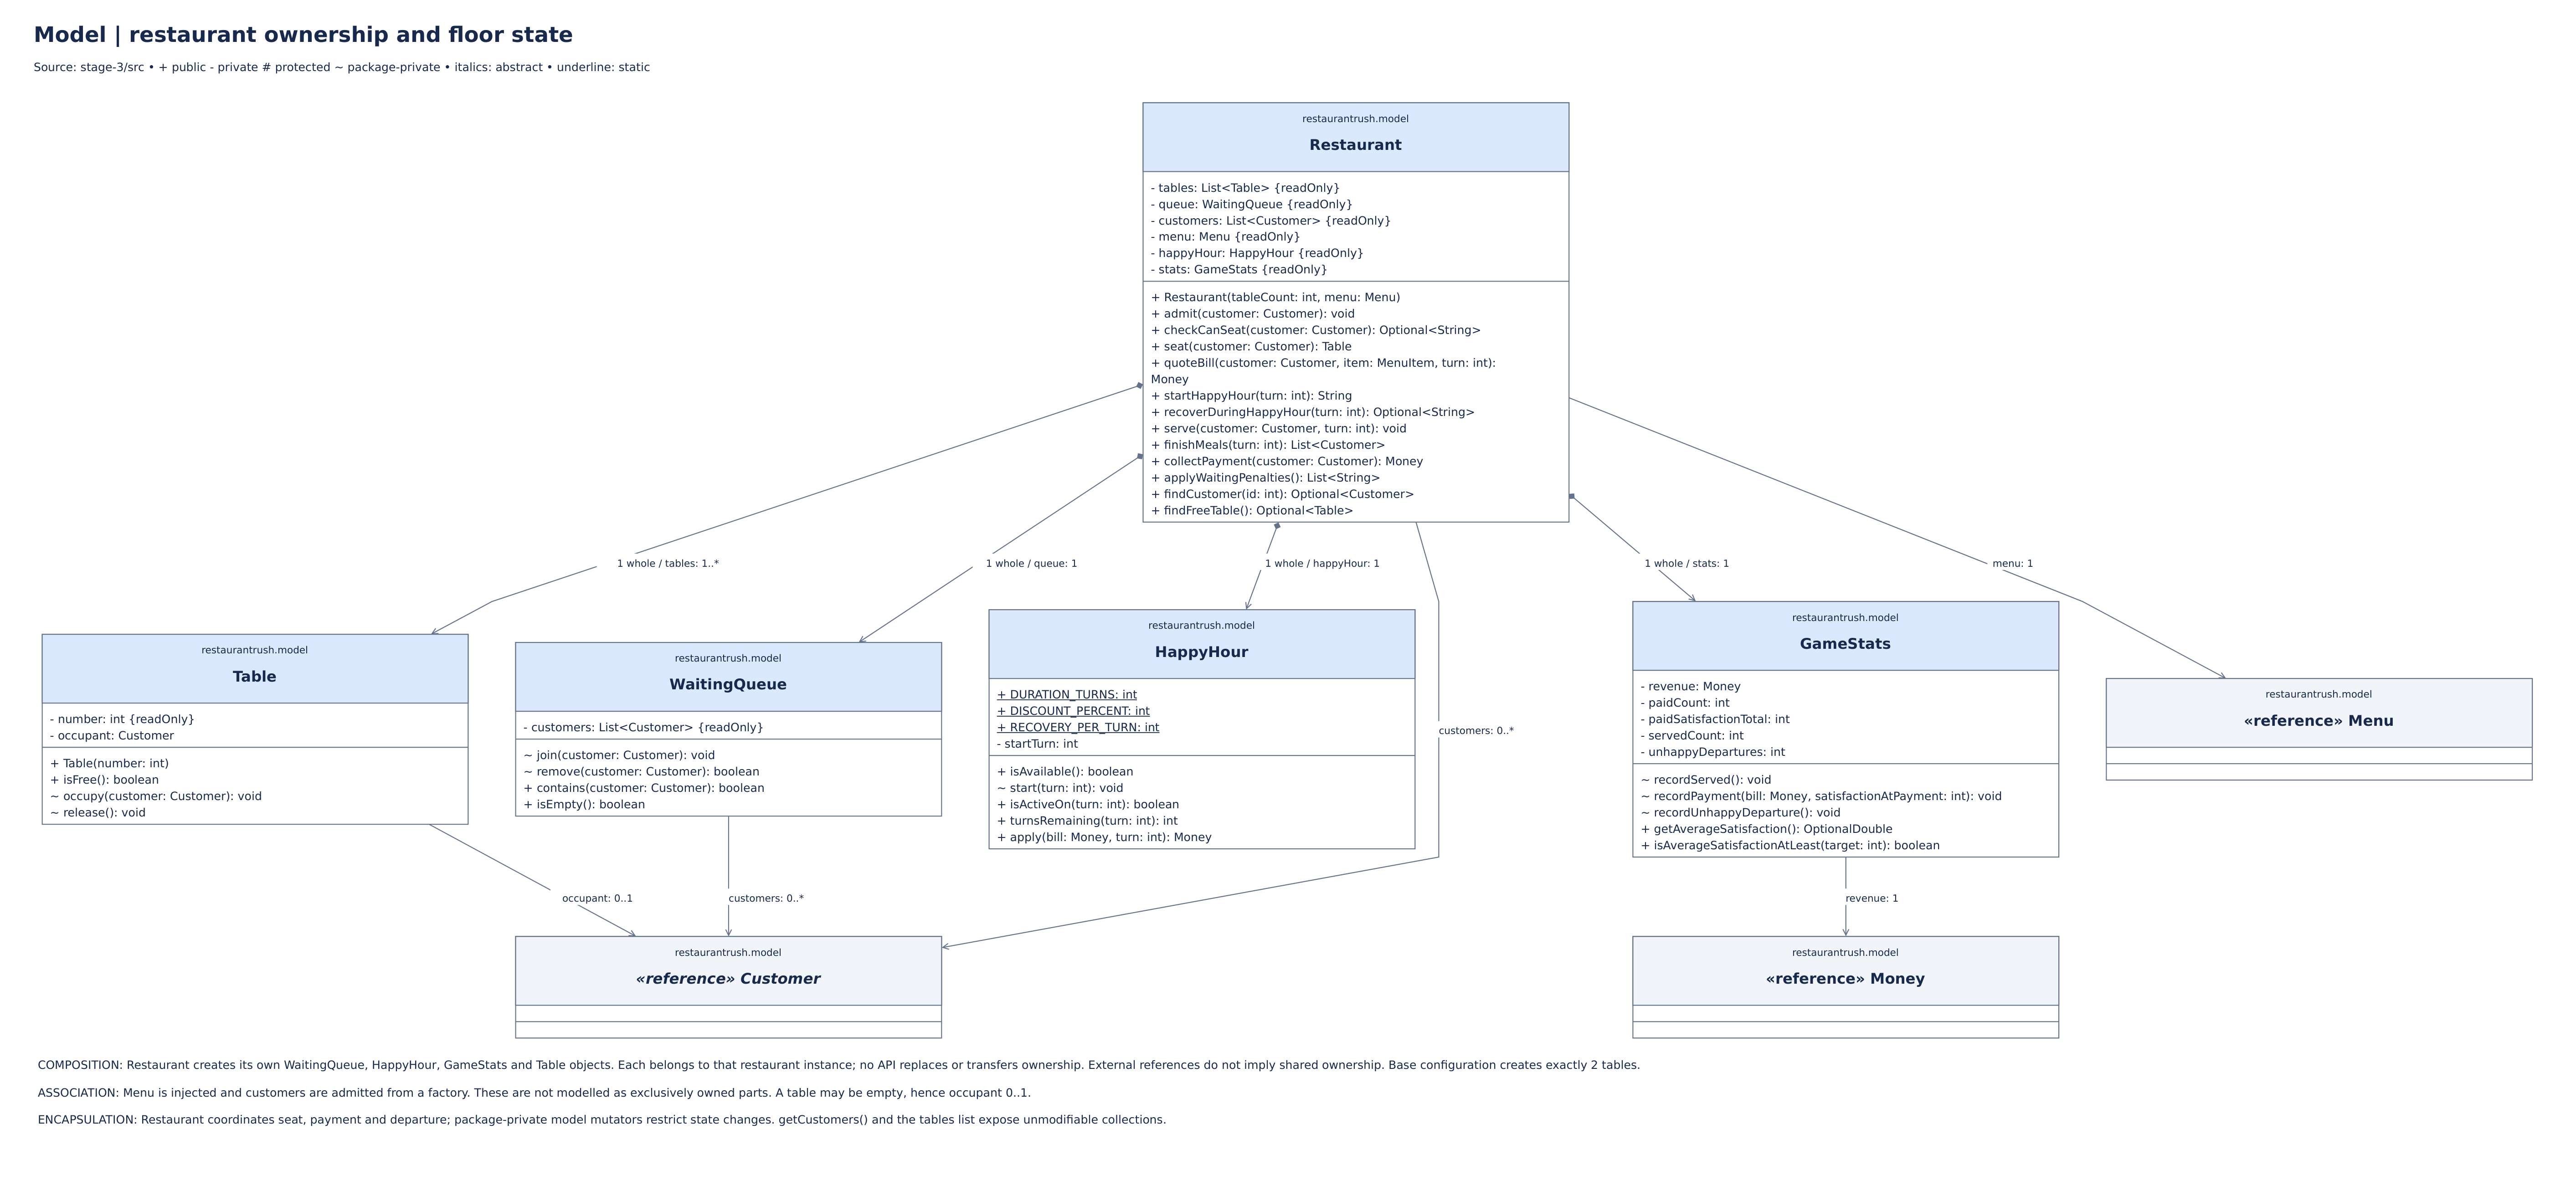 Model | restaurant ownership and floor state
Source: stage-3/src • + public - private # protected ~ package-private • italics: abstract • underline: static
restaurantrush.model
Restaurant
- tables: List<Table> {readOnly}
- queue: WaitingQueue {readOnly}
- customers: List<Customer> {readOnly}
- menu: Menu {readOnly}
- happyHour: HappyHour {readOnly}
- stats: GameStats {readOnly}
+ Restaurant(tableCount: int, menu: Menu)
+ admit(customer: Customer): void
+ checkCanSeat(customer: Customer): Optional<String>
+ seat(customer: Customer): Table
+ quoteBill(customer: Customer, item: MenuItem, turn: int):
Money
+ startHappyHour(turn: int): String
+ recoverDuringHappyHour(turn: int): Optional<String>
+ serve(customer: Customer, turn: int): void
+ finishMeals(turn: int): List<Customer>
+ collectPayment(customer: Customer): Money
+ applyWaitingPenalties(): List<String>
+ findCustomer(id: int): Optional<Customer>
+ findFreeTable(): Optional<Table>
1 whole / tables: 1..*
1 whole / queue: 1
1 whole / happyHour: 1
1 whole / stats: 1
menu: 1
restaurantrush.model
Table
- number: int {readOnly}
- occupant: Customer
+ Table(number: int)
+ isFree(): boolean
~ occupy(customer: Customer): void
~ release(): void
restaurantrush.model
WaitingQueue
- customers: List<Customer> {readOnly}
~ join(customer: Customer): void
~ remove(customer: Customer): boolean
+ contains(customer: Customer): boolean
+ isEmpty(): boolean
restaurantrush.model
HappyHour
+ DURATION_TURNS: int
+ DISCOUNT_PERCENT: int
+ RECOVERY_PER_TURN: int
- startTurn: int
+ isAvailable(): boolean
~ start(turn: int): void
+ isActiveOn(turn: int): boolean
+ turnsRemaining(turn: int): int
+ apply(bill: Money, turn: int): Money
customers: 0..*
restaurantrush.model
GameStats
- revenue: Money
- paidCount: int
- paidSatisfactionTotal: int
- servedCount: int
- unhappyDepartures: int
~ recordServed(): void
~ recordPayment(bill: Money, satisfactionAtPayment: int): void
~ recordUnhappyDeparture(): void
+ getAverageSatisfaction(): OptionalDouble
+ isAverageSatisfactionAtLeast(target: int): boolean
restaurantrush.model
«reference» Menu
occupant: 0..1
customers: 0..*
revenue: 1
restaurantrush.model
«reference» Customer
restaurantrush.model
«reference» Money
COMPOSITION: Restaurant creates its own WaitingQueue, HappyHour, GameStats and Table objects. Each belongs to that restaurant instance; no API replaces or transfers ownership. External references do not imply shared ownership. Base configuration creates exactly 2 tables.
ASSOCIATION: Menu is injected and customers are admitted from a factory. These are not modelled as exclusively owned parts. A table may be empty, hence occupant 0..1.
ENCAPSULATION: Restaurant coordinates seat, payment and departure; package-private model mutators restrict state changes. getCustomers() and the tables list expose unmodifiable collections.